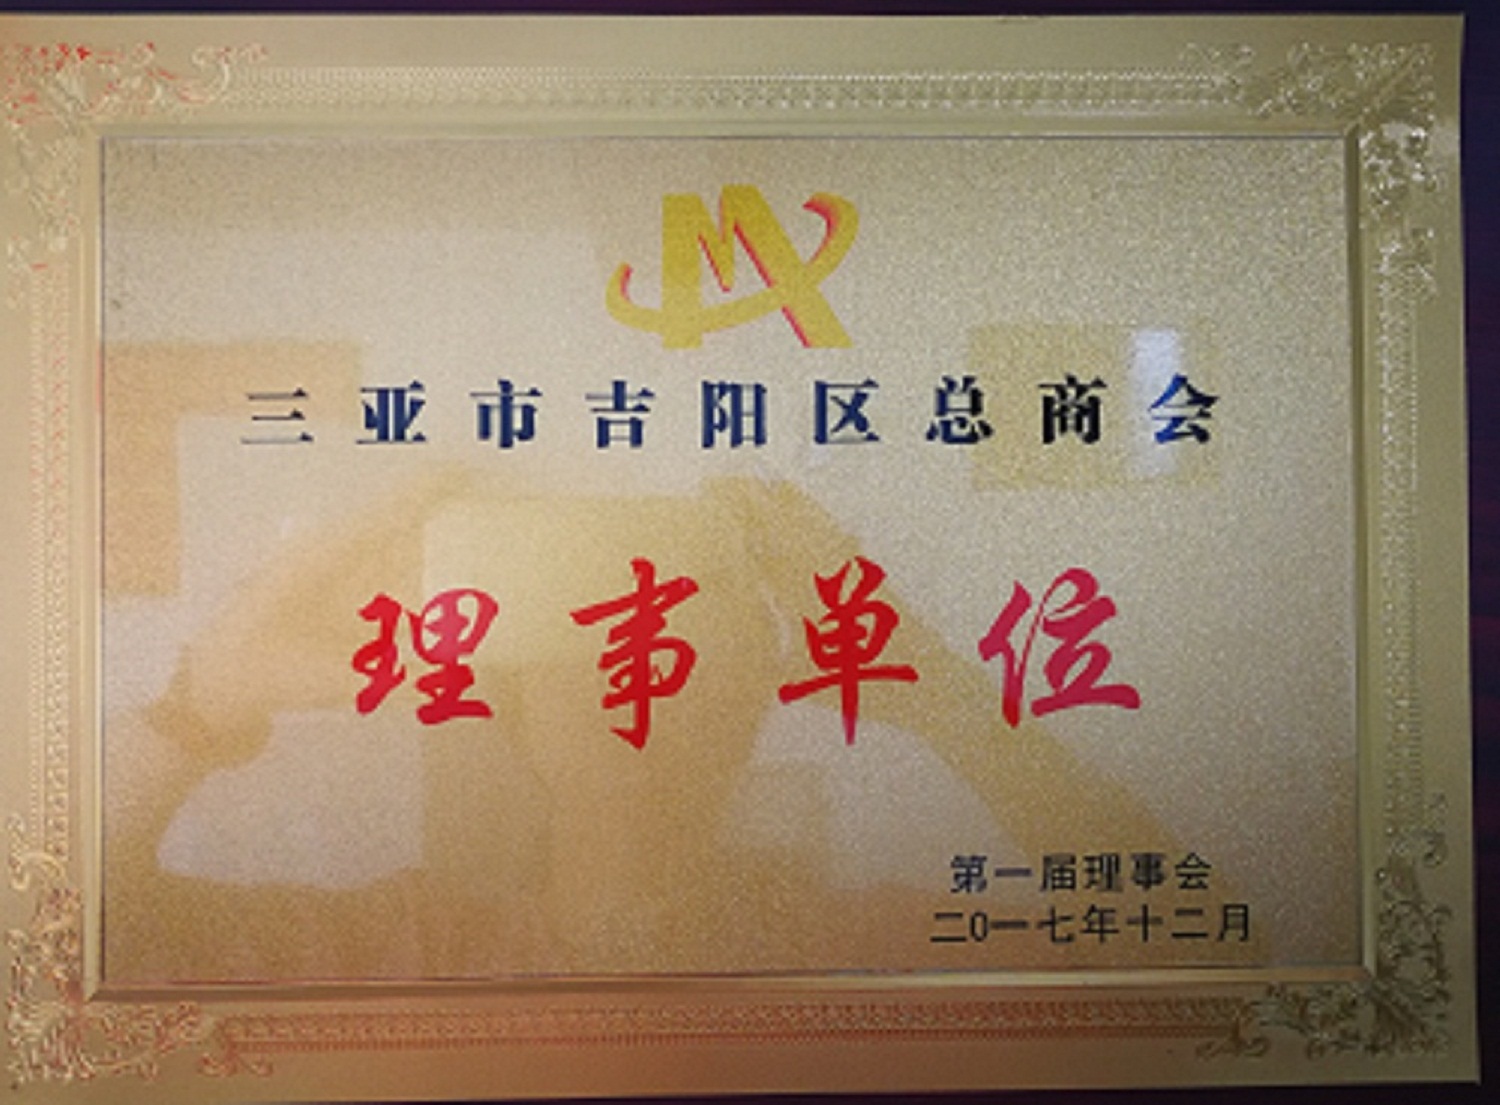 三亚市吉阳区总商会
理事单位
第一届理事会
二0一七年十二月